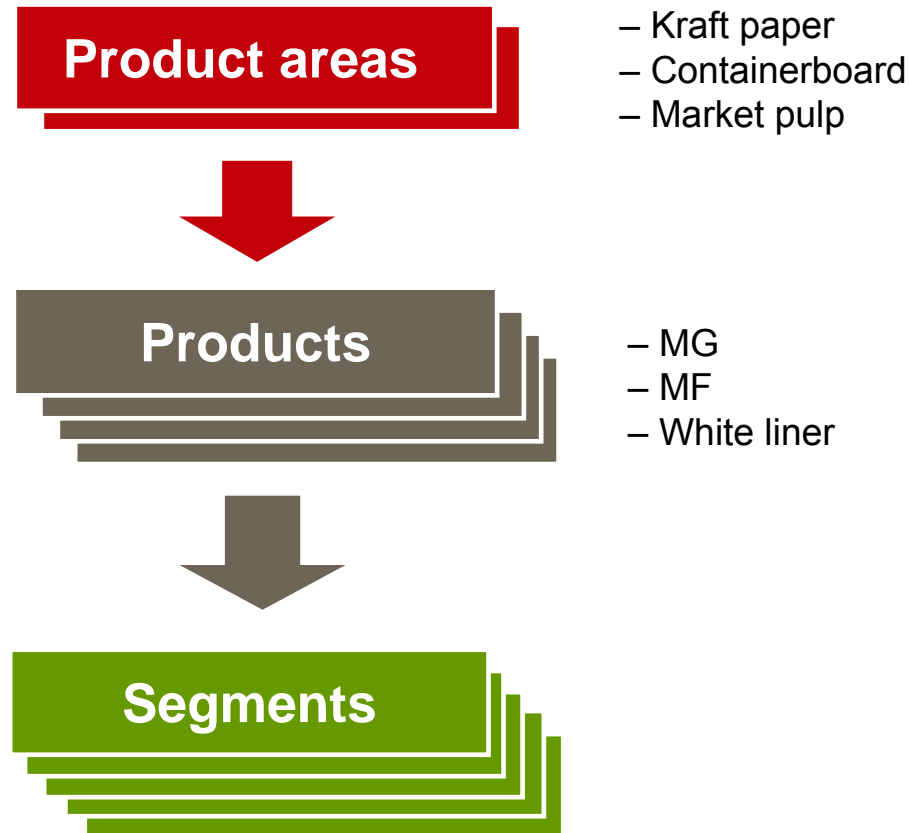 Product areas
– Kraft paper
– Containerboard
– Market pulp
Products
– MG
– MF
– White liner
Segments